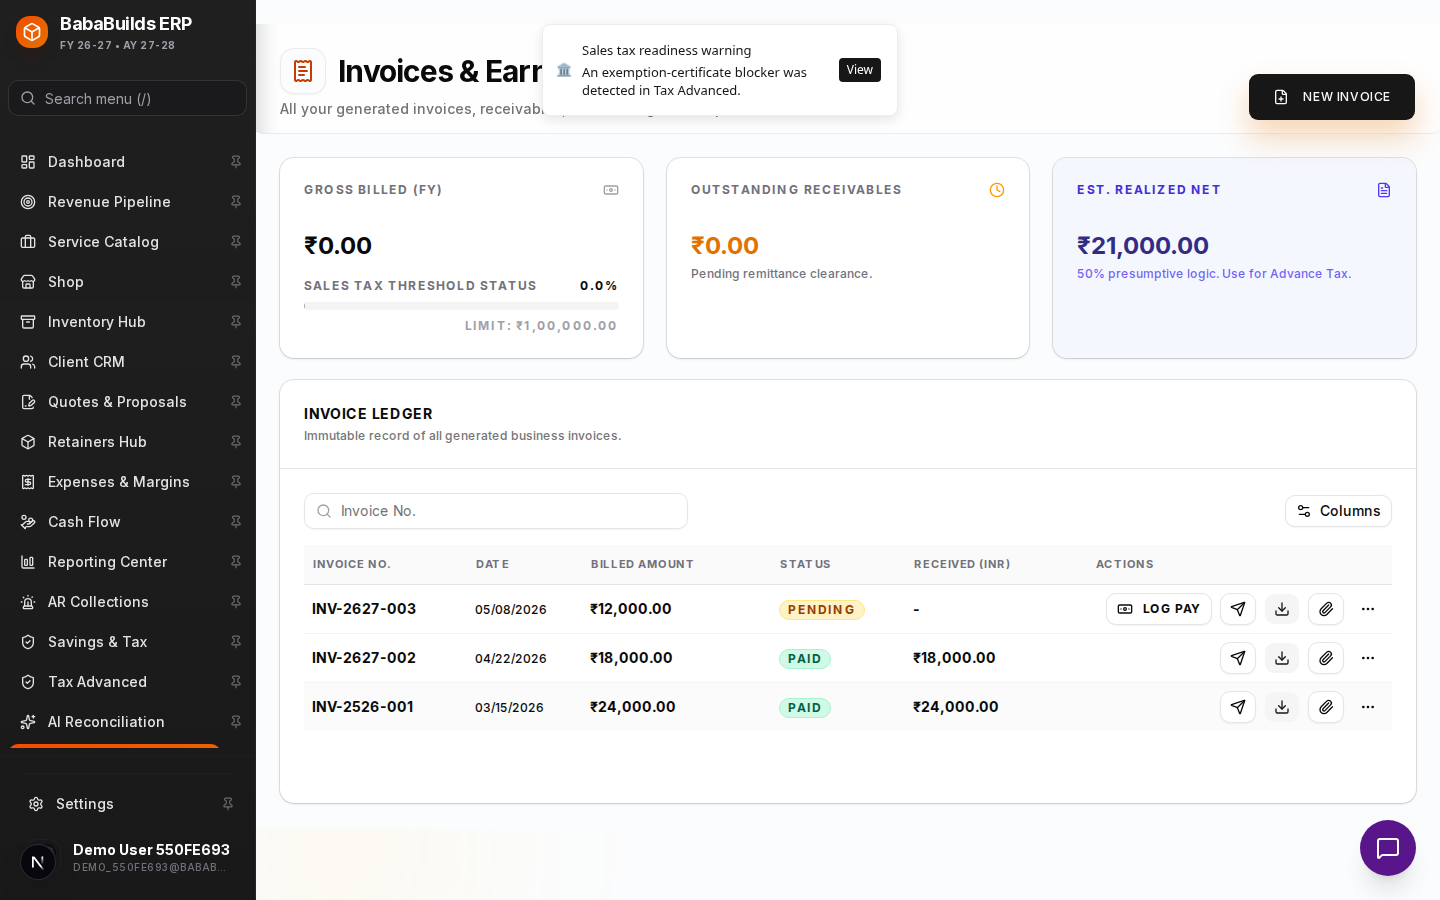 BabaBuilds ERP
FY 26-27 • AY 27-28
Search menu (/)
Dashboard
Revenue Pipeline
Service Catalog
Shop
Inventory Hub
Client CRM
Quotes & Proposals
Retainers Hub
Expenses & Margins
Cash Flow
Reporting Center
AR Collections
Savings & Tax
Tax Advanced
AI Reconciliation
Settings
Demo User 550FE693
DEMO_550FE693@BABAB...
Sales tax readiness warning
An exemption-certificate blocker was
detected in Tax Advanced.
View
Invoices & Earn
All your generated invoices,
NEW INVOICE
GROSS BILLED (FY)
₹0.00
SALES TAX THRESHOLD STATUS 0.0%
LIMIT: ₹1,00,000.00
OUTSTANDING RECEIVABLES
₹0.00
Pending remittance clearance.
EST. REALIZED NET
₹21,000.00
50% presumptive logic. Use for Advance Tax.
INVOICE LEDGER
Immutable record of all generated business invoices.
Invoice No.
Columns
INVOICE NO. DATE BILLED AMOUNT STATUS RECEIVED (INR) ACTIONS
INV-2627-003 05/08/2026 ₹12,000.00 PENDING - LOG PAY
INV-2627-002 04/22/2026 ₹18,000.00 PAID ₹18,000.00
INV-2526-001 03/15/2026 ₹24,000.00 PAID ₹24,000.00